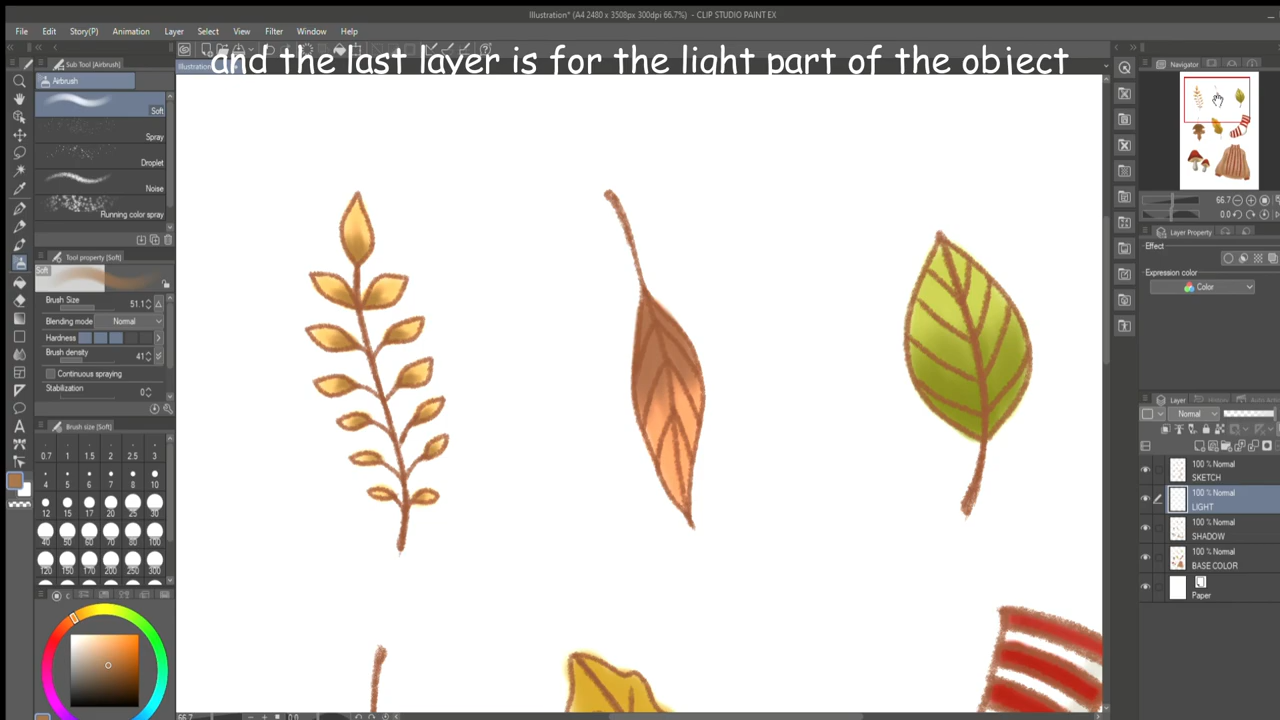 Illustration* (A4 2480 x 3508px 300dpi 66.7%) - CLIP STUDIO PAINT EX
File Edit Story(P) Animation Layer Select View Filter Window Help
and the last layer is for the light part of the object
Sub Tool [Airbrush]
Airbrush
Soft
Spray
Droplet
Noise
Running color spray
Tool property [Soft]
Soft
Brush Size 51.1
Blending mode Normal
Hardness
Brush density 41
Continuous spraying
Stabilization 0
Brush size [Soft]
0.7 1 1.5 2 2.5 3
4 5 6 7 8 10
12 15 17 20 25 30
40 50 60 70 80 100
120 150 170 200 250 300
66.7 0.0
Navigator
66.7
0.0
Layer Property
Effect
Expression color
Color
Layer
Normal
100 % Normal
SKETCH
100 % Normal
LIGHT
100 % Normal
SHADOW
100 % Normal
BASE COLOR
Paper